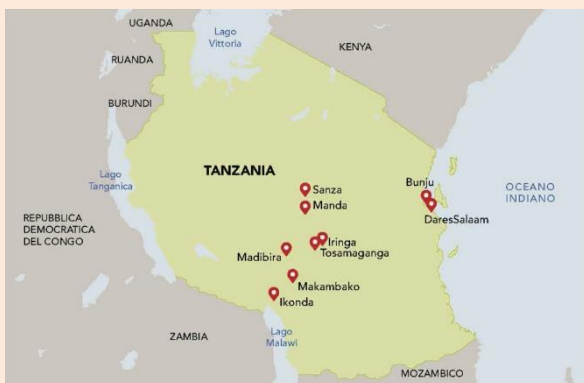 UGANDA
Lago
Vittoria
KENYA
RUANDA
BURUNDI
TANZANIA
Lago
Tanganica
Sanza
Manda
Bunju
DaresSalaam
OCEANO
INDIANO
REPUBBLICA
DEMOCRATICA
DEL CONGO
Iringa
Tosamaganga
Madibira
Makambako
Ikonda
ZAMBIA
Lago
Malawi
MOZAMBICO